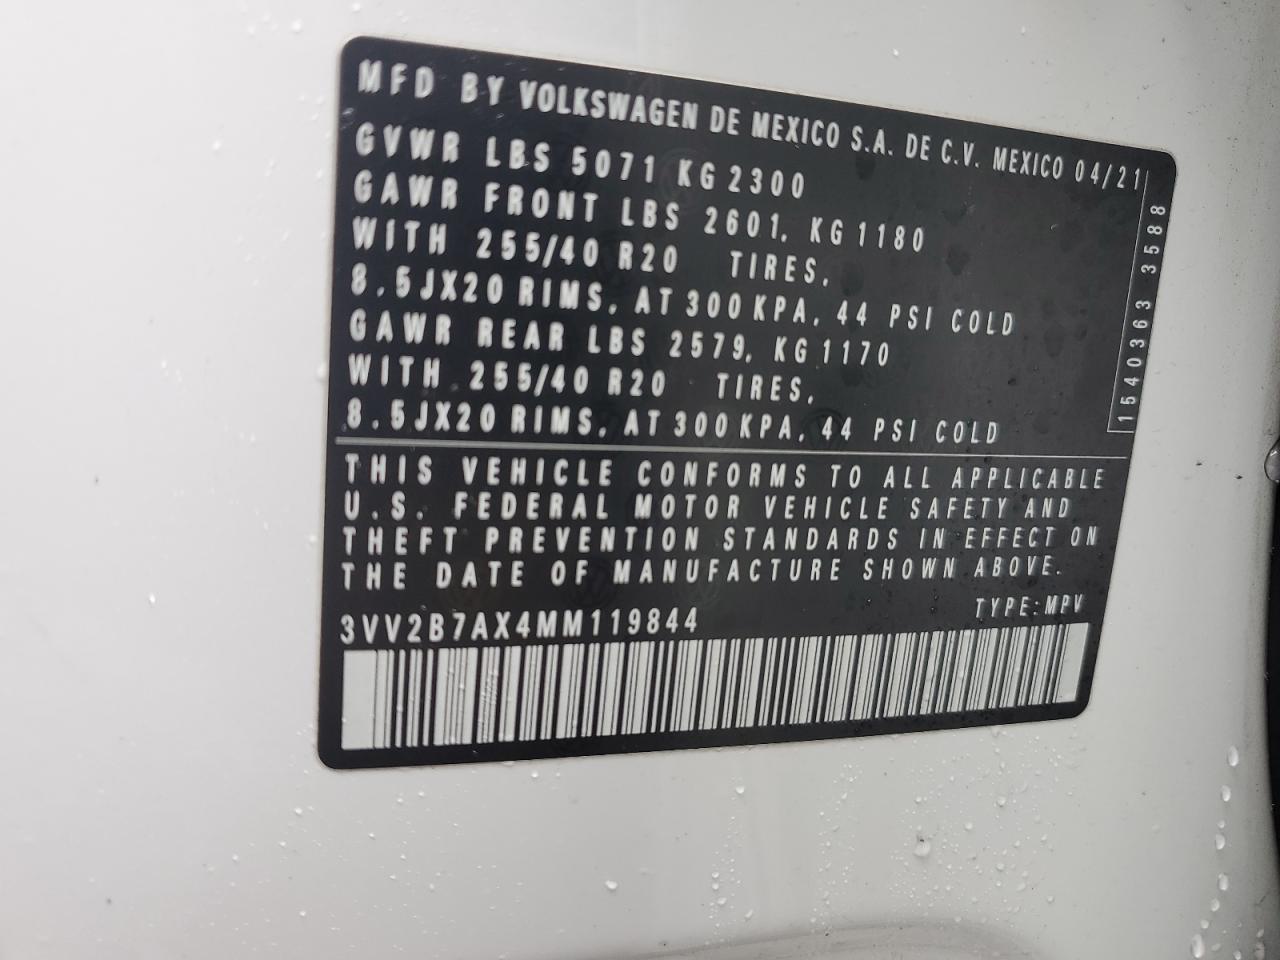 MFD BY VOLKSWAGEN DE MEXICO S.A. DE C.V. MEXICO 04/21
GVWR LBS 5071 KG 2300
GAWR FRONT LBS 2601, KG 1180
WITH 255/40 R20 TIRES,
8.5JX20 RIMS, AT 300 KPA, 44 PSI COLD
GAWR REAR LBS 2579, KG 1170
WITH 255/40 R20 TIRES,
8.5JX20 RIMS, AT 300 KPA, 44 PSI COLD
1540363 3588
THIS VEHICLE CONFORMS TO ALL APPLICABLE
U.S. FEDERAL MOTOR VEHICLE SAFETY AND
THEFT PREVENTION STANDARDS IN EFFECT ON
THE DATE OF MANUFACTURE SHOWN ABOVE.
3VV2B7AX4MM119844 TYPE:MPV